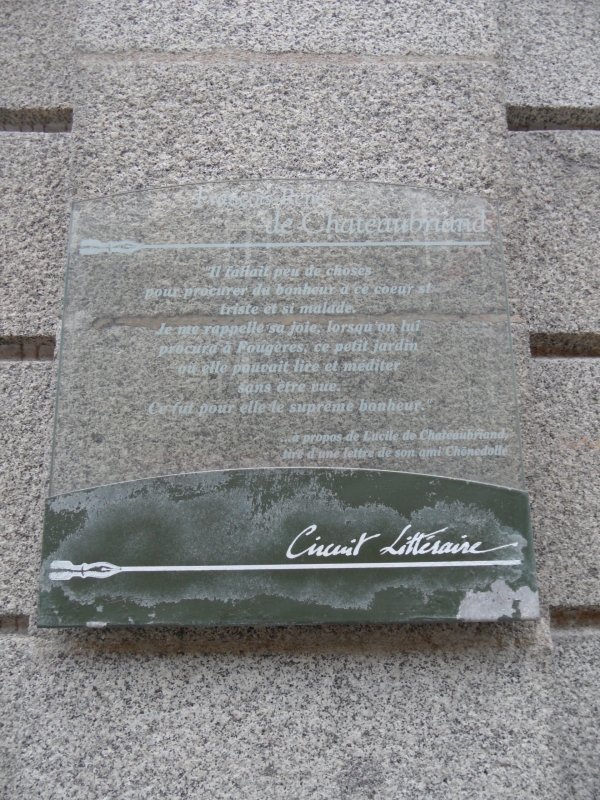 François-René
de Chateaubriand
"Il fallait peu de choses
pour procurer du bonheur à ce coeur si
triste et si malade.
Je me rappelle sa joie, lorsqu'on lui
procura à Fougères, ce petit jardin
où elle pouvait lire et méditer
sans être vue.
Ce fut pour elle le suprême bonheur."
...à propos de Lucile de Chateaubriand,
tiré d'une lettre de son ami Chênedollé
Circuit Littéraire